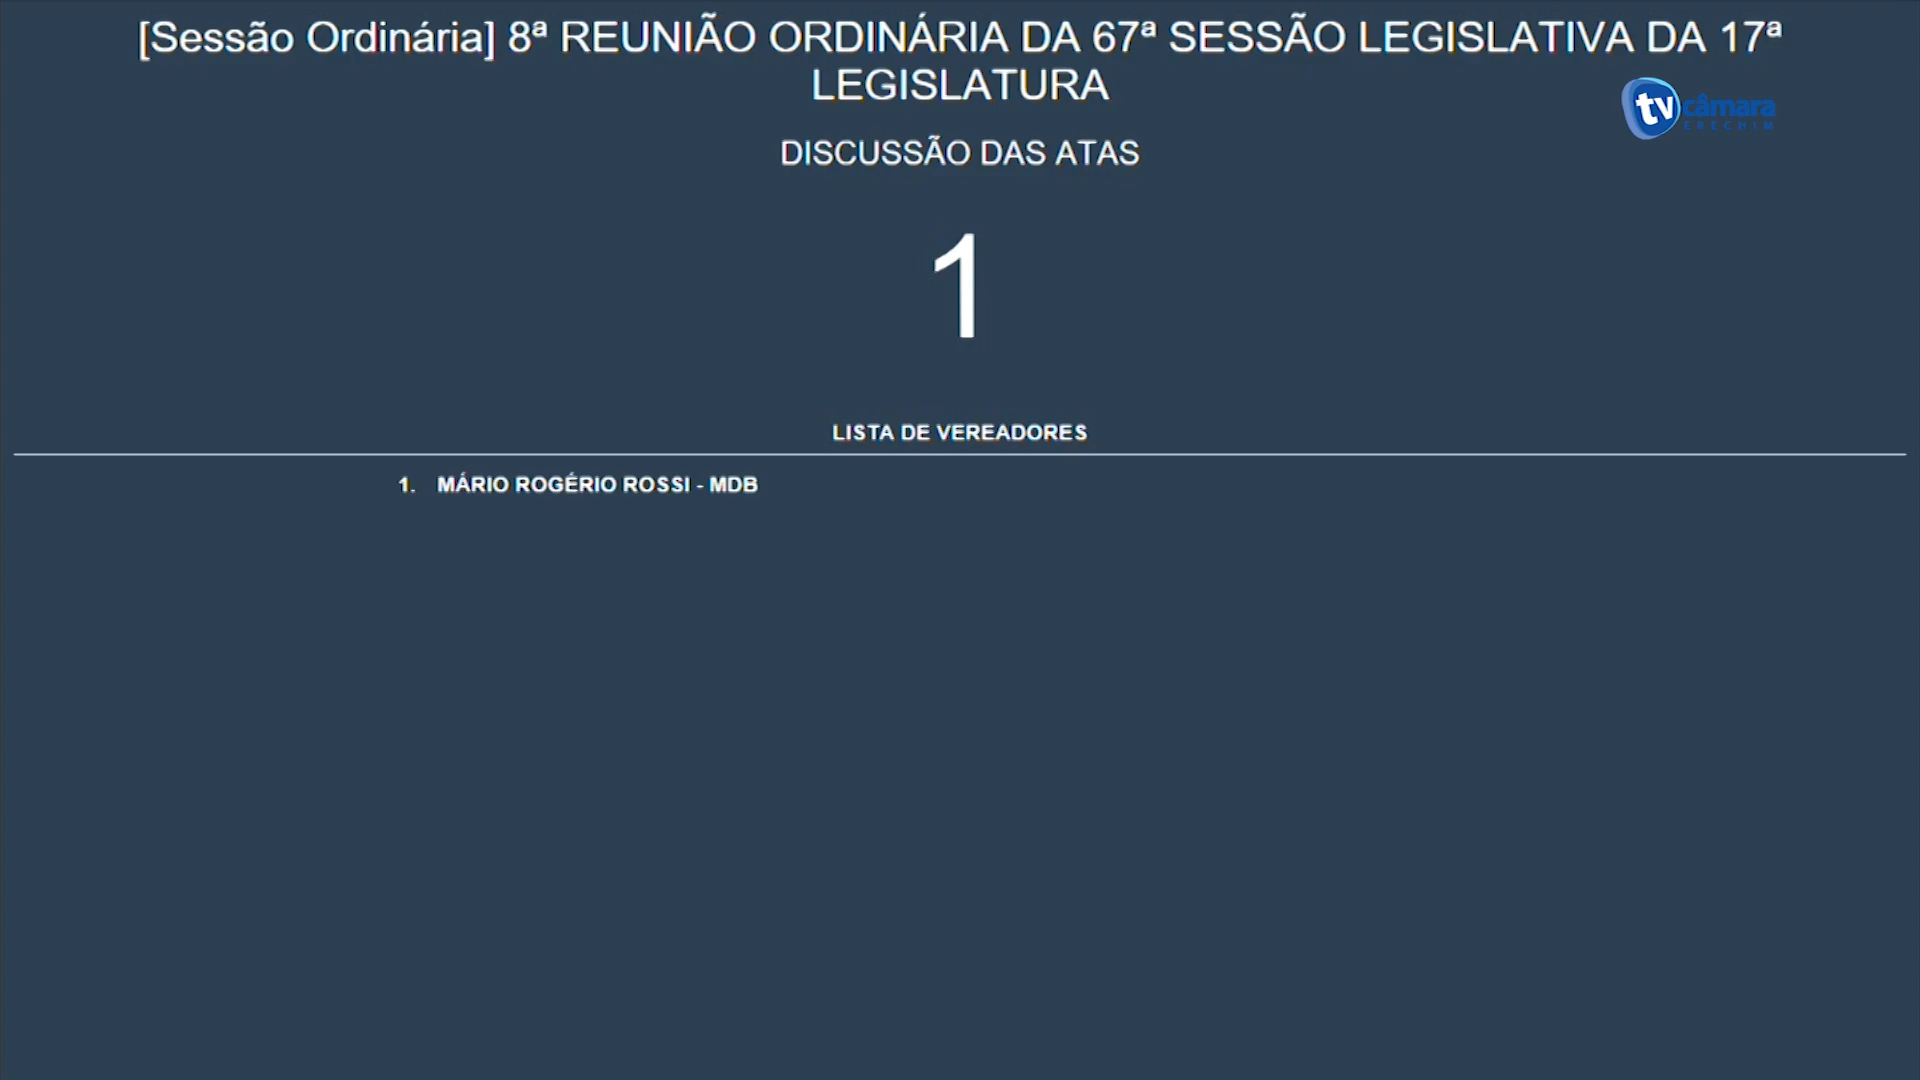 [Sessão Ordinária] 8ª REUNIÃO ORDINÁRIA DA 67ª SESSÃO LEGISLATIVA DA 17ª
LEGISLATURA
tv câmara
ERECHIM
DISCUSSÃO DAS ATAS
1
LISTA DE VEREADORES
1. MÁRIO ROGÉRIO ROSSI - MDB